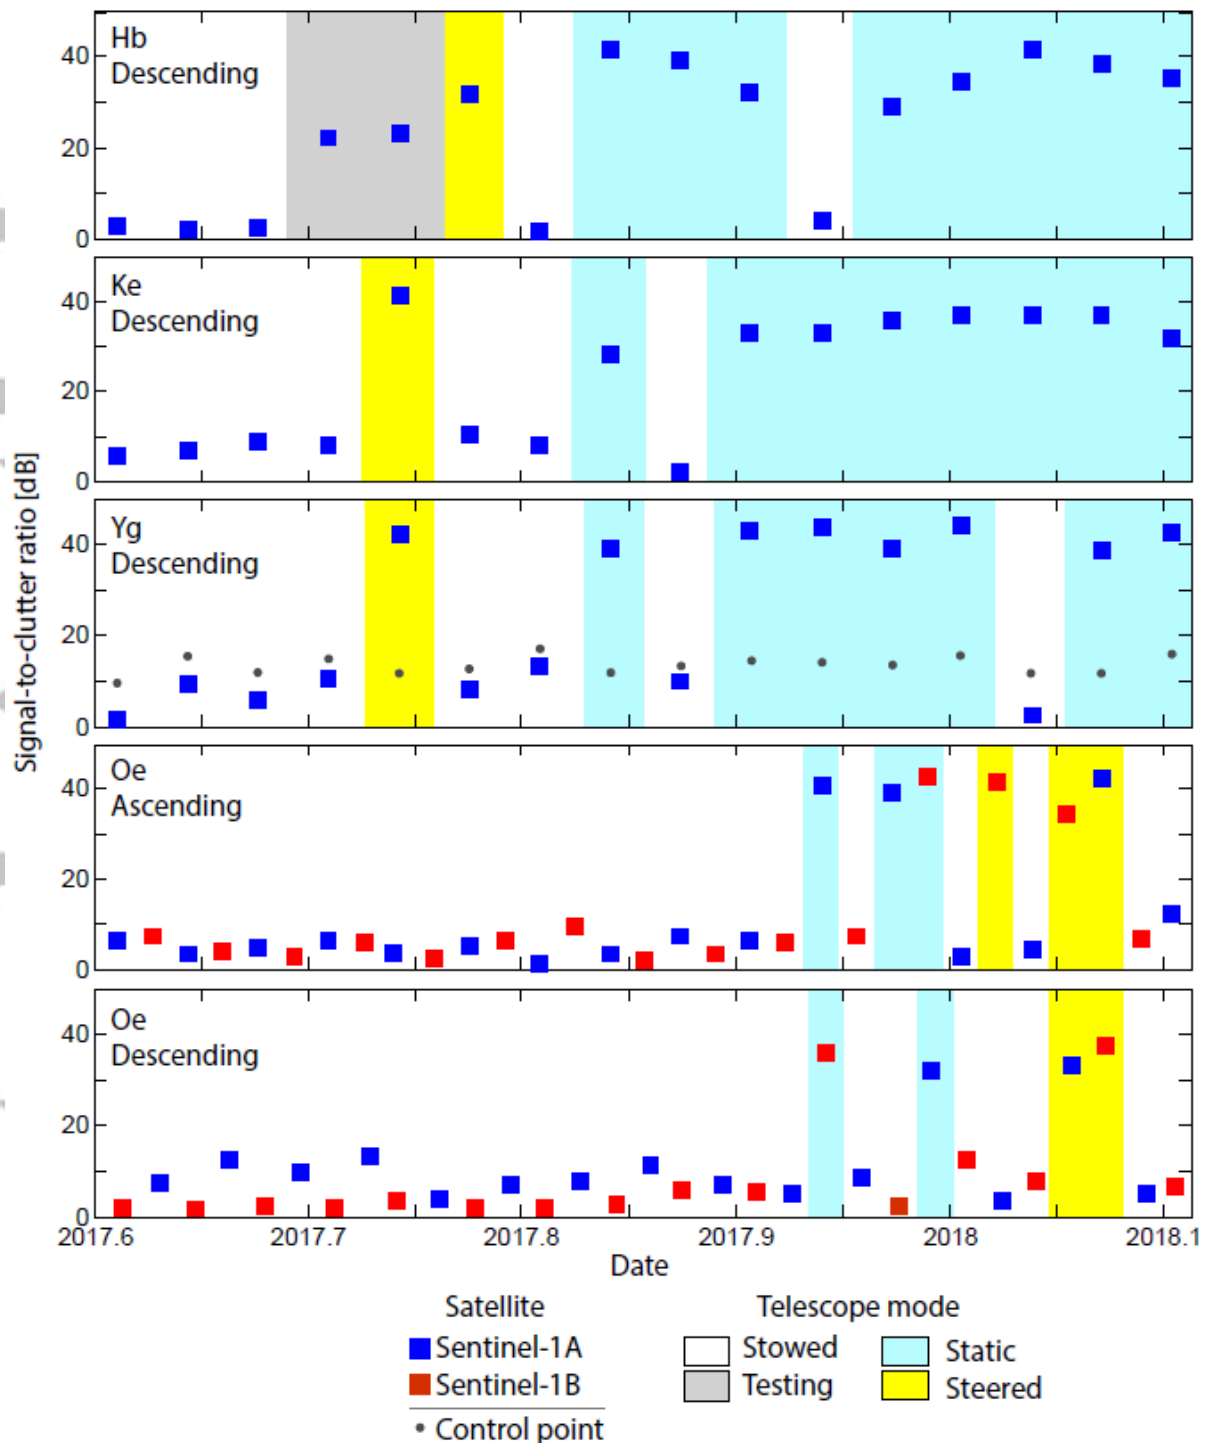 Signal-to-clutter ratio [dB]
Hb
Descending
40
20
0
Ke
Descending
40
20
0
Yg
Descending
40
20
0
Oe
Ascending
40
20
0
Oe
Descending
40
20
0
2017.6 2017.7 2017.8 2017.9 2018 2018.1
Date
Satellite Telescope mode
Sentinel-1A Stowed Static
Sentinel-1B Testing Steered
Control point